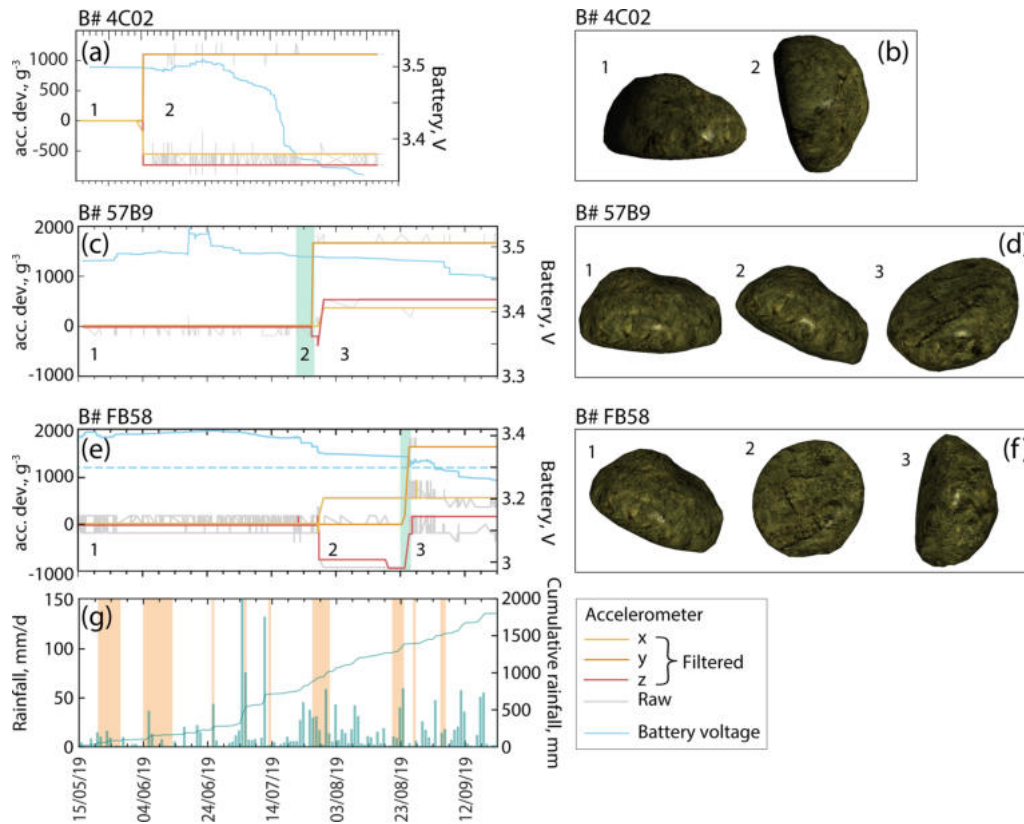 B# 4C02
(a)
acc. dev., g⁻³
1000
500
0
-500
1
2
3.5
3.4
Battery, V
B# 4C02
(b)
1
2
B# 57B9
(c)
acc. dev., g⁻³
2000
1000
0
-1000
1
2
3
3.5
3.4
3.3
Battery, V
B# 57B9
(d)
1
2
3
B# FB58
(e)
acc. dev., g⁻³
2000
1000
0
-1000
1
2
3
3.4
3.2
3
Battery, V
B# FB58
(f)
1
2
3
(g)
Rainfall, mm/d
150
100
50
0
2000
1500
1000
500
0
Cumulative rainfall, mm
15/05/19
04/06/19
24/06/19
14/07/19
03/08/19
23/08/19
12/09/19
Accelerometer
x
y
z
Filtered
Raw
Battery voltage